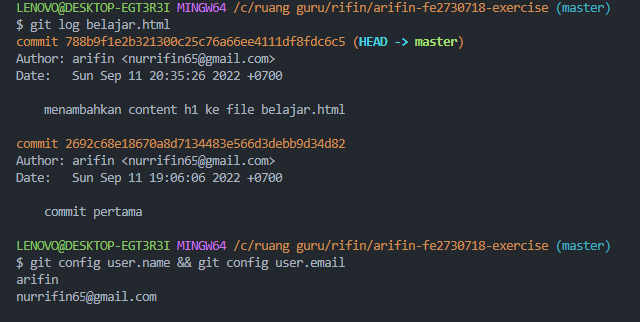 LENOVO@DESKTOP-EGT3R3I MINGW64 /c/ruang guru/rifin/arifin-fe2730718-exercise (master)
$ git log belajar.html
commit 788b9f1e2b321300c25c76a66ee4111df8fdc6c5 (HEAD -> master)
Author: arifin <nurrifin65@gmail.com>
Date:   Sun Sep 11 20:35:26 2022 +0700
    menambahkan content h1 ke file belajar.html
commit 2692c68e18670a8d7134483e566d3debb9d34d82
Author: arifin <nurrifin65@gmail.com>
Date:   Sun Sep 11 19:06:06 2022 +0700
    commit pertama
LENOVO@DESKTOP-EGT3R3I MINGW64 /c/ruang guru/rifin/arifin-fe2730718-exercise (master)
$ git config user.name && git config user.email
arifin
nurrifin65@gmail.com